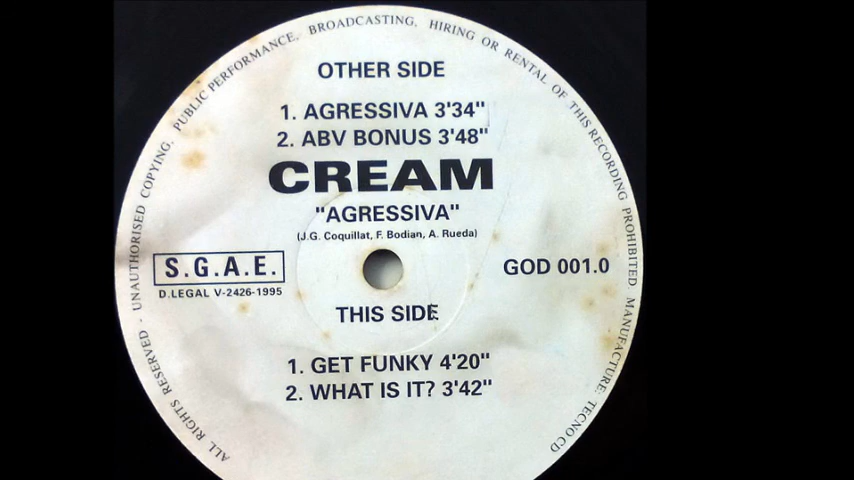 ALL RIGHTS RESERVED - UNAUTHORISED COPYING, PUBLIC PERFORMANCE, BROADCASTING, HIRING OR RENTAL OF THIS RECORDING PROHIBITED MANUFACTURE: TECNO CD
OTHER SIDE
1. AGRESSIVA 3'34"
2. ABV BONUS 3'48"
CREAM
"AGRESSIVA"
(J.G. Coquillat, F. Bodian, A. Rueda)
S.G.A.E.
D.LEGAL V-2426-1995
GOD 001.0
THIS SIDE
1. GET FUNKY 4'20"
2. WHAT IS IT? 3'42"